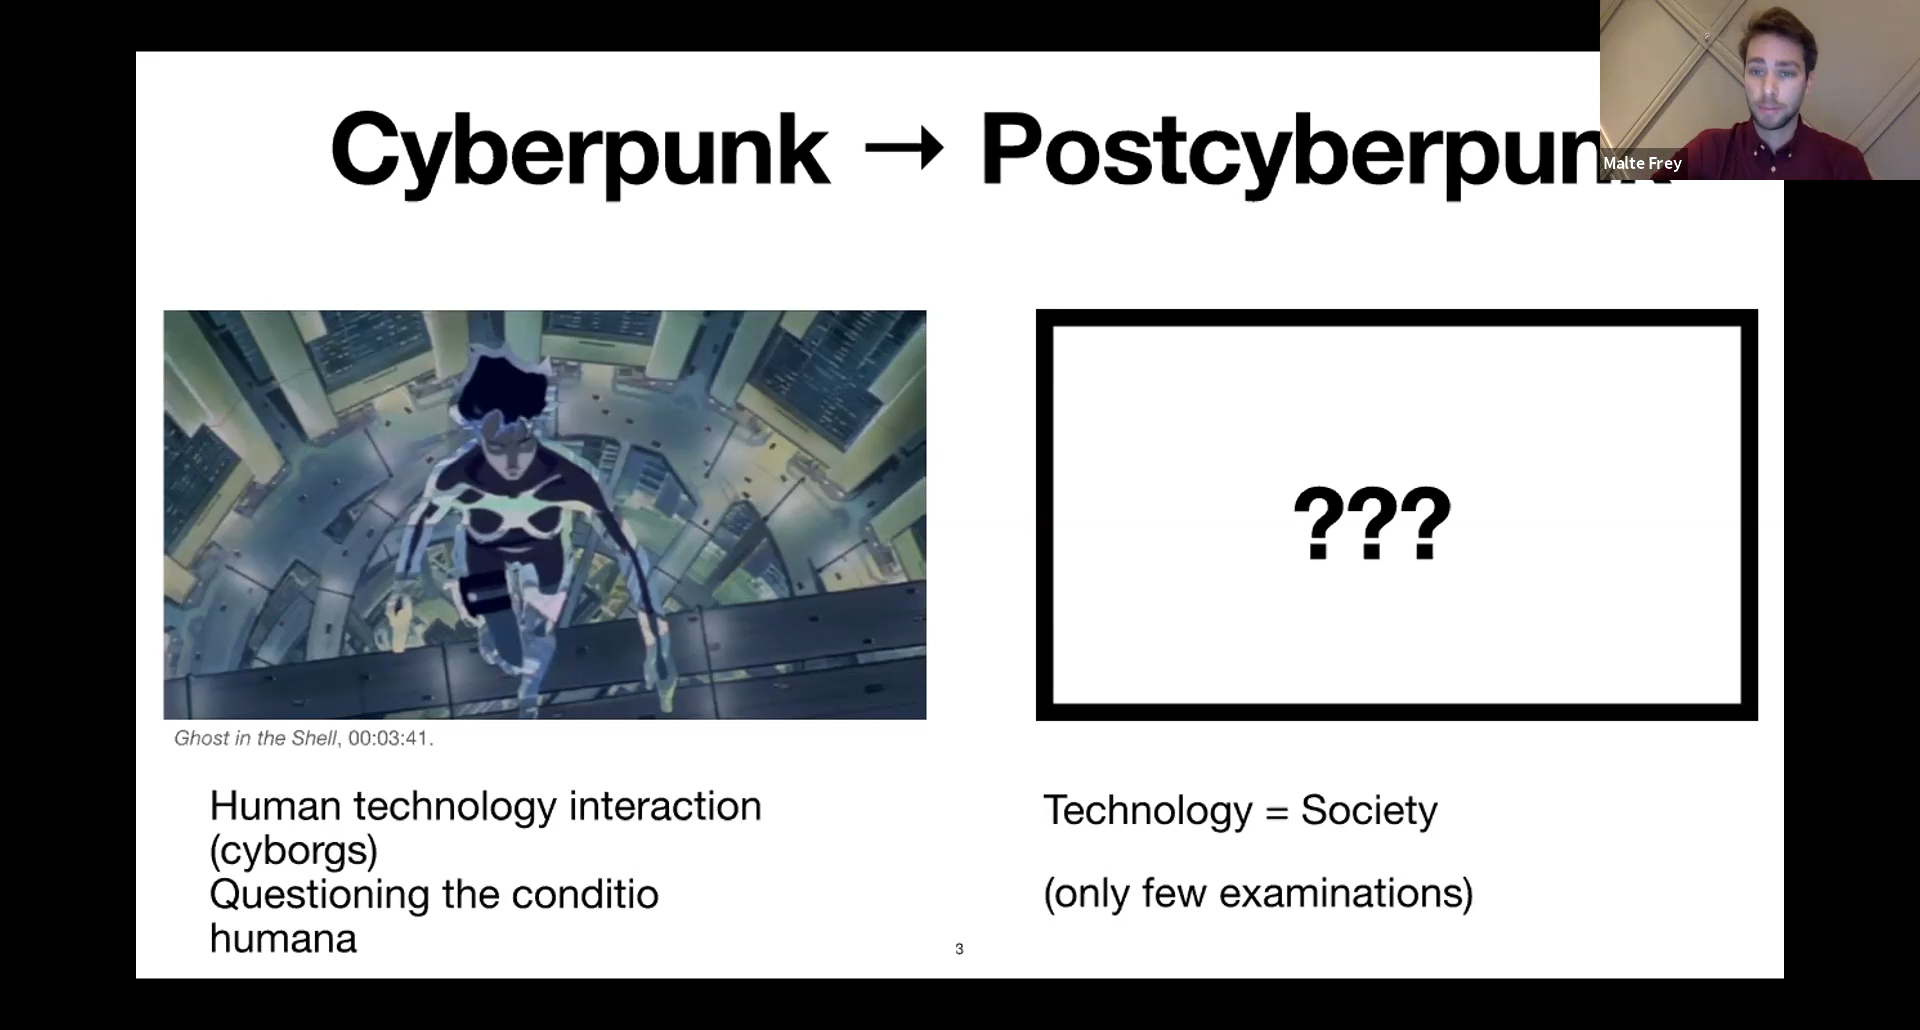 Cyberpunk → Postcyberpunk
Malte Frey
???
Ghost in the Shell, 00:03:41.
Human technology interaction
(cyborgs)
Questioning the conditio
humana
Technology = Society
(only few examinations)
3